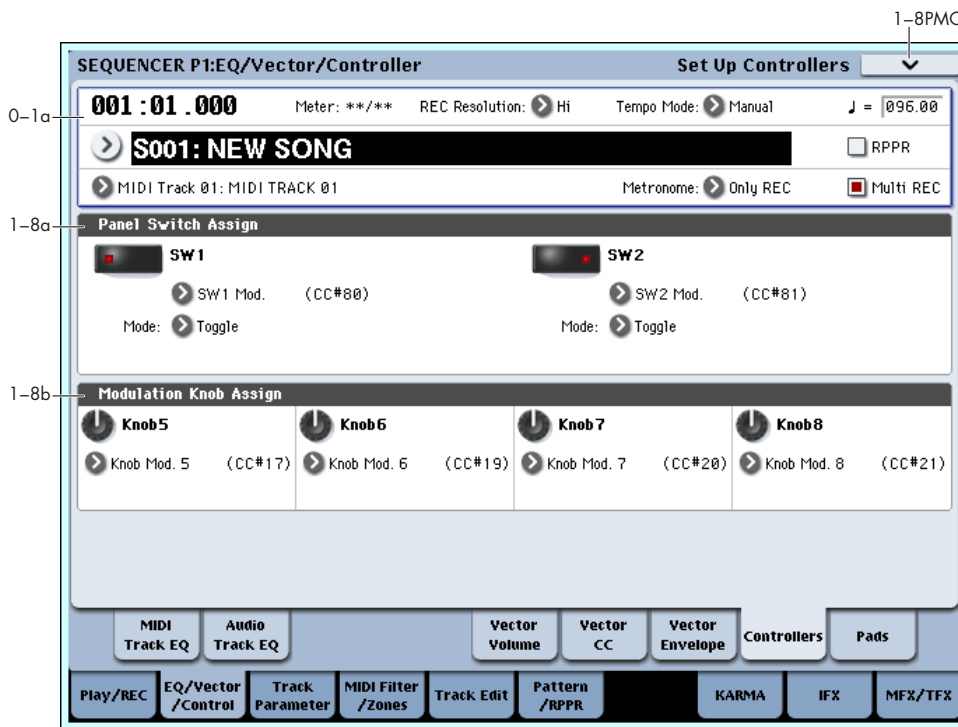 1–8PMC
SEQUENCER P1:EQ/Vector/Controller Set Up Controllers
0–1a
001:01.000 Meter: **/** REC Resolution: Hi Tempo Mode: Manual ♩ = 096.00
S001: NEW SONG RPPR
MIDI Track 01: MIDI TRACK 01 Metronome: Only REC Multi REC
1–8a
Panel Switch Assign
SW1 SW2
SW1 Mod. (CC#80) SW2 Mod. (CC#81)
Mode: Toggle Mode: Toggle
1–8b
Modulation Knob Assign
Knob5 Knob6 Knob7 Knob8
Knob Mod. 5 (CC#17) Knob Mod. 6 (CC#19) Knob Mod. 7 (CC#20) Knob Mod. 8 (CC#21)
MIDI Track EQ Audio Track EQ Vector Volume Vector CC Vector Envelope Controllers Pads
Play/REC EQ/Vector /Control Track Parameter MIDI Filter /Zones Track Edit Pattern /RPPR KARMA IFX MFX/TFX